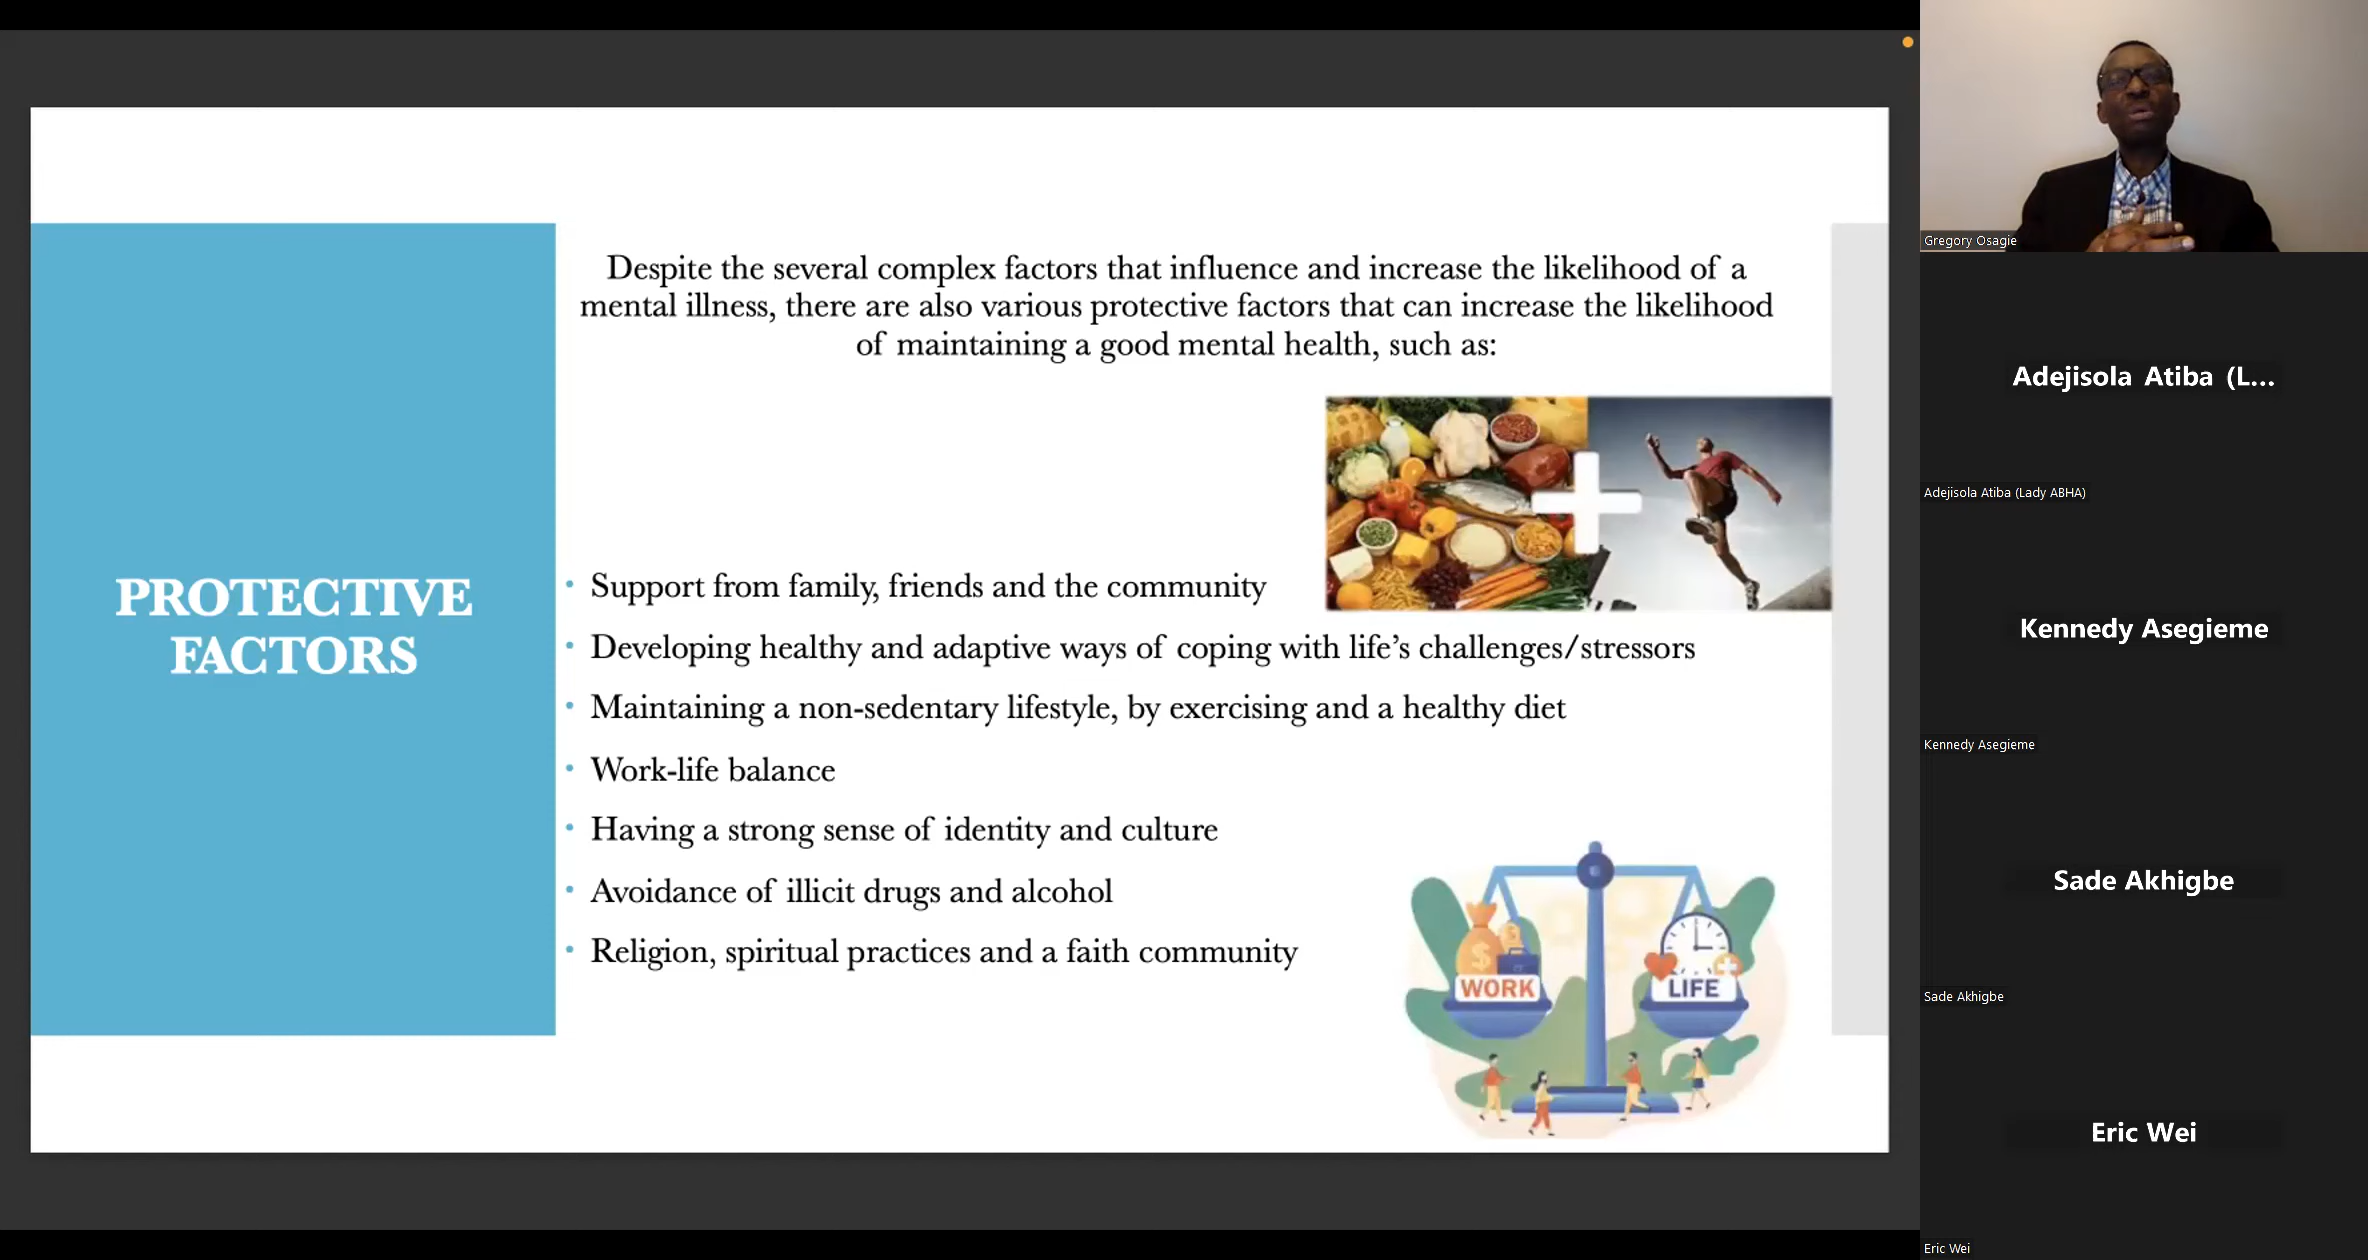 PROTECTIVE
FACTORS
Despite the several complex factors that influence and increase the likelihood of a
mental illness, there are also various protective factors that can increase the likelihood
of maintaining a good mental health, such as:
• Support from family, friends and the community
• Developing healthy and adaptive ways of coping with life's challenges/stressors
• Maintaining a non-sedentary lifestyle, by exercising and a healthy diet
• Work-life balance
• Having a strong sense of identity and culture
• Avoidance of illicit drugs and alcohol
• Religion, spiritual practices and a faith community
WORK
LIFE
Gregory Osagie
Adejisola Atiba (L...
Adejisola Atiba (Lady ABHA)
Kennedy Asegieme
Kennedy Asegieme
Sade Akhigbe
Sade Akhigbe
Eric Wei
Eric Wei